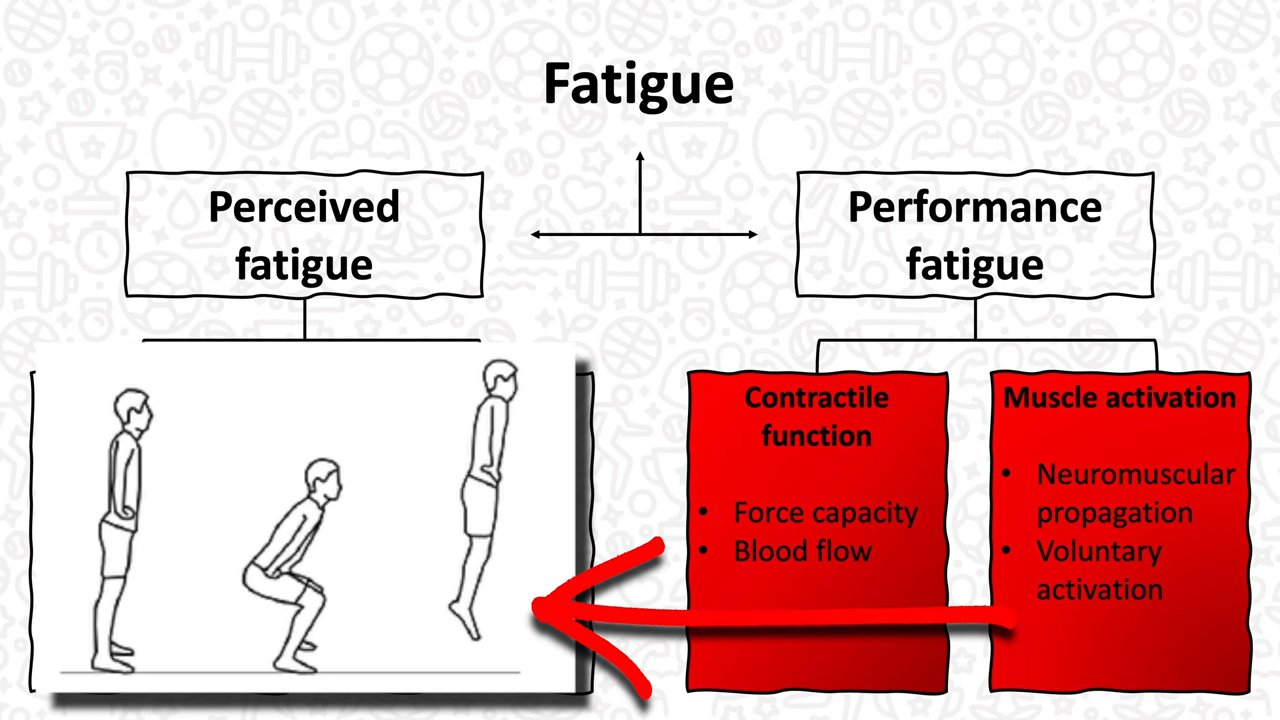 Fatigue
Perceived
fatigue
Performance
fatigue
Contractile
function
• Force capacity
• Blood flow
Muscle activation
• Neuromuscular
propagation
• Voluntary
activation